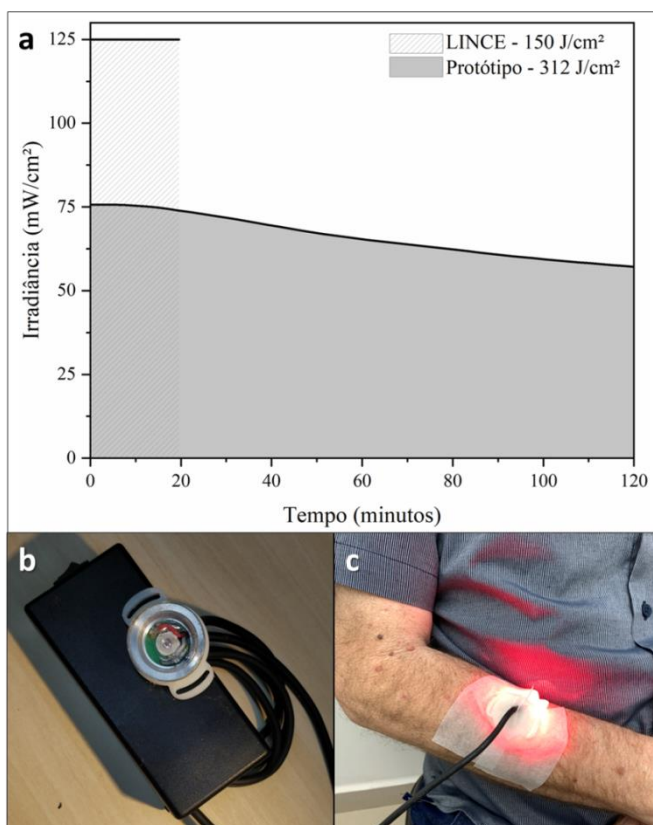 a
LINCE - 150 J/cm²
Protótipo - 312 J/cm²
Irradiância (mW/cm²)
125
125
75
50
25
0
0 20 40 60 80 100 120
Tempo (minutos)
b
c